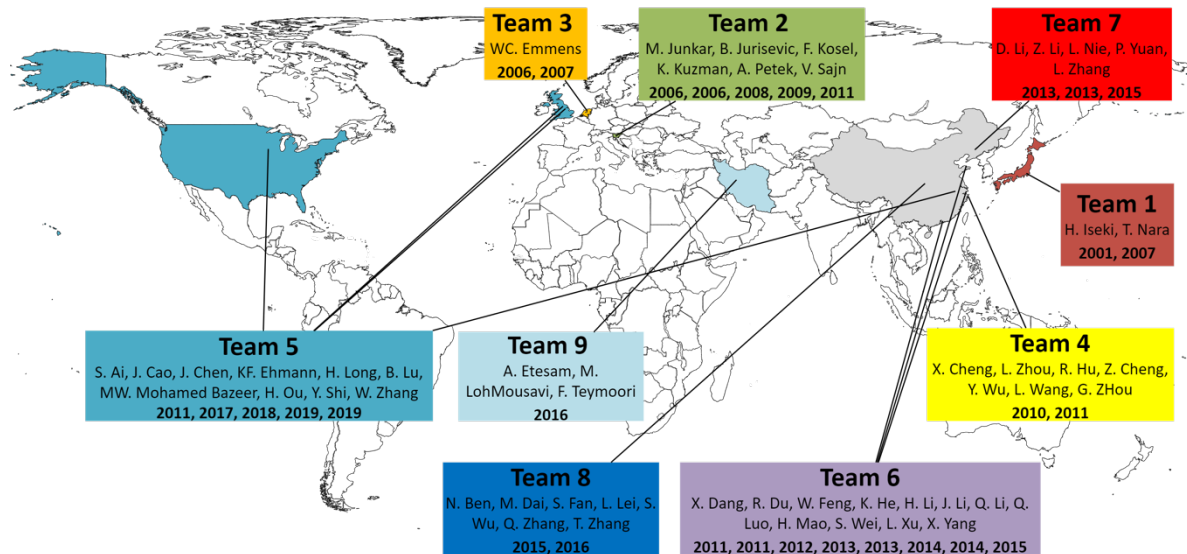 Team 3
WC. Emmens
2006, 2007
Team 2
M. Junkar, B. Jurisevic, F. Kosel,
K. Kuzman, A. Petek, V. Sajn
2006, 2006, 2008, 2009, 2011
Team 7
D. Li, Z. Li, L. Nie, P. Yuan,
L. Zhang
2013, 2013, 2015
Team 1
H. Iseki, T. Nara
2001, 2007
Team 5
S. Ai, J. Cao, J. Chen, KF. Ehmann, H. Long, B. Lu,
MW. Mohamed Bazeer, H. Ou, Y. Shi, W. Zhang
2011, 2017, 2018, 2019, 2019
Team 9
A. Etesam, M.
LohMousavi, F. Teymoori
2016
Team 4
X. Cheng, L. Zhou, R. Hu, Z. Cheng,
Y. Wu, L. Wang, G. ZHou
2010, 2011
Team 8
N. Ben, M. Dai, S. Fan, L. Lei, S.
Wu, Q. Zhang, T. Zhang
2015, 2016
Team 6
X. Dang, R. Du, W. Feng, K. He, H. Li, J. Li, Q. Li, Q.
Luo, H. Mao, S. Wei, L. Xu, X. Yang
2011, 2011, 2012, 2013, 2013, 2014, 2014, 2015